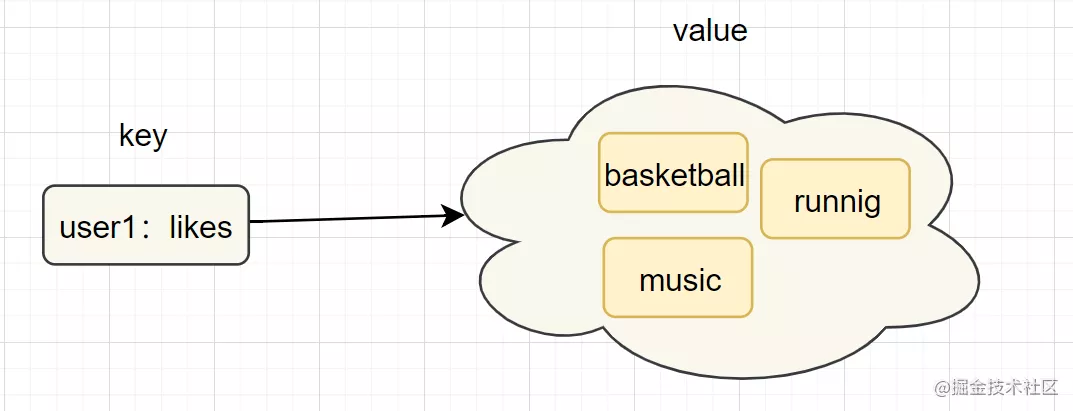 value
key
basketball
runnig
user1：likes
music
@掘金技术社区